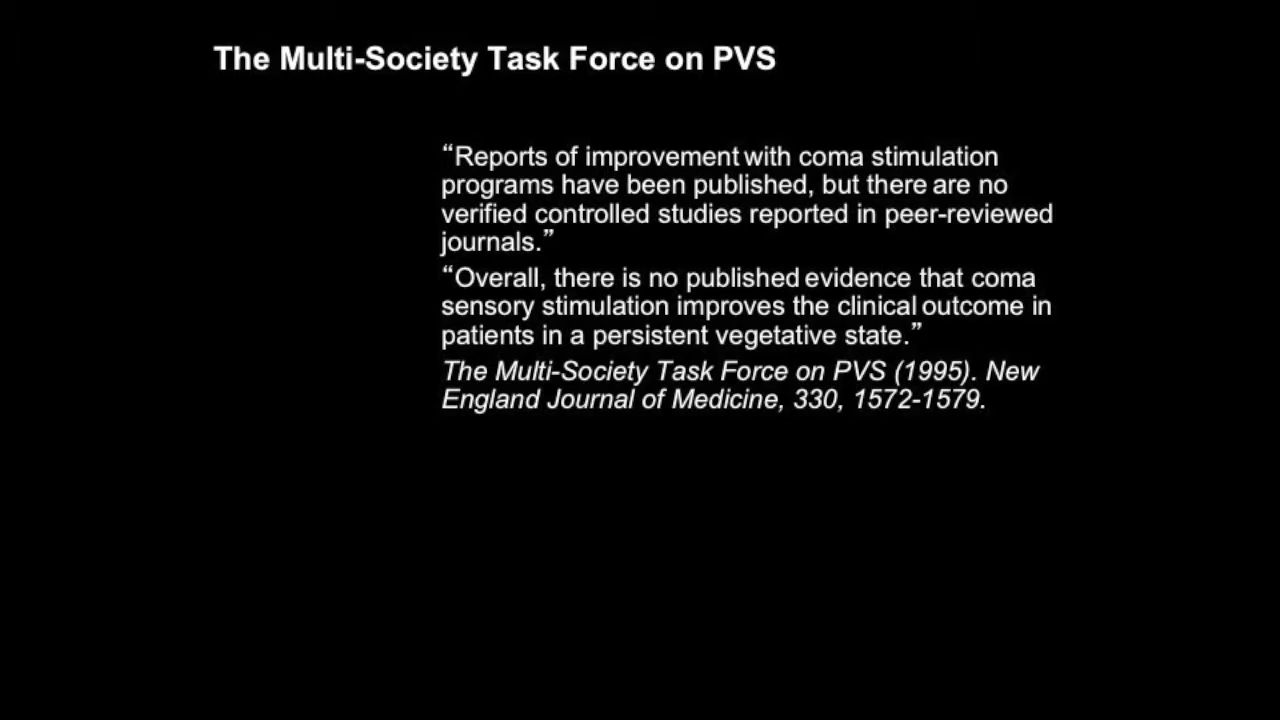 The Multi-Society Task Force on PVS
“Reports of improvement with coma stimulation
programs have been published, but there are no
verified controlled studies reported in peer-reviewed
journals.”
“Overall, there is no published evidence that coma
sensory stimulation improves the clinical outcome in
patients in a persistent vegetative state.”
The Multi-Society Task Force on PVS (1995). New
England Journal of Medicine, 330, 1572-1579.